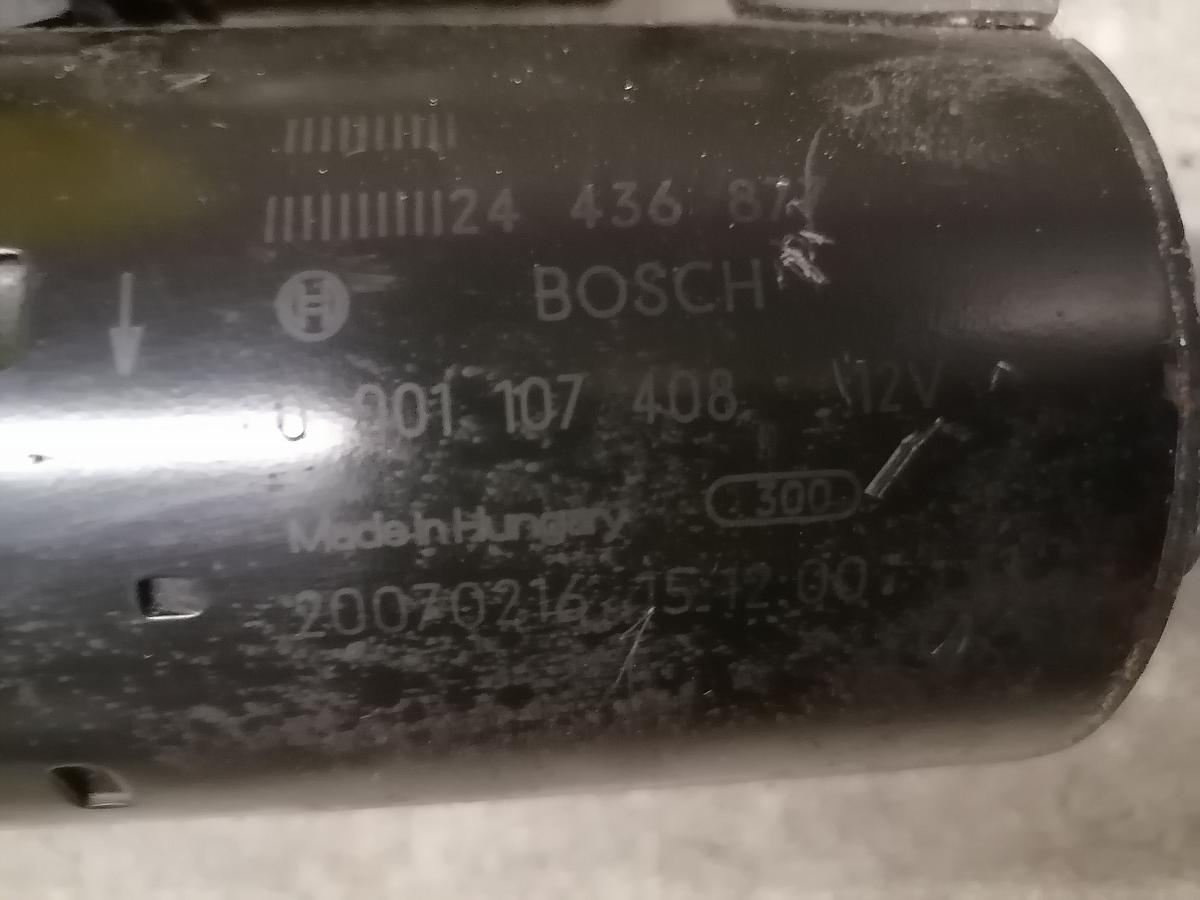 24 436 87
BOSCH
0 001 107 408 12V
300
Made in Hungary
20070216 15:12:00